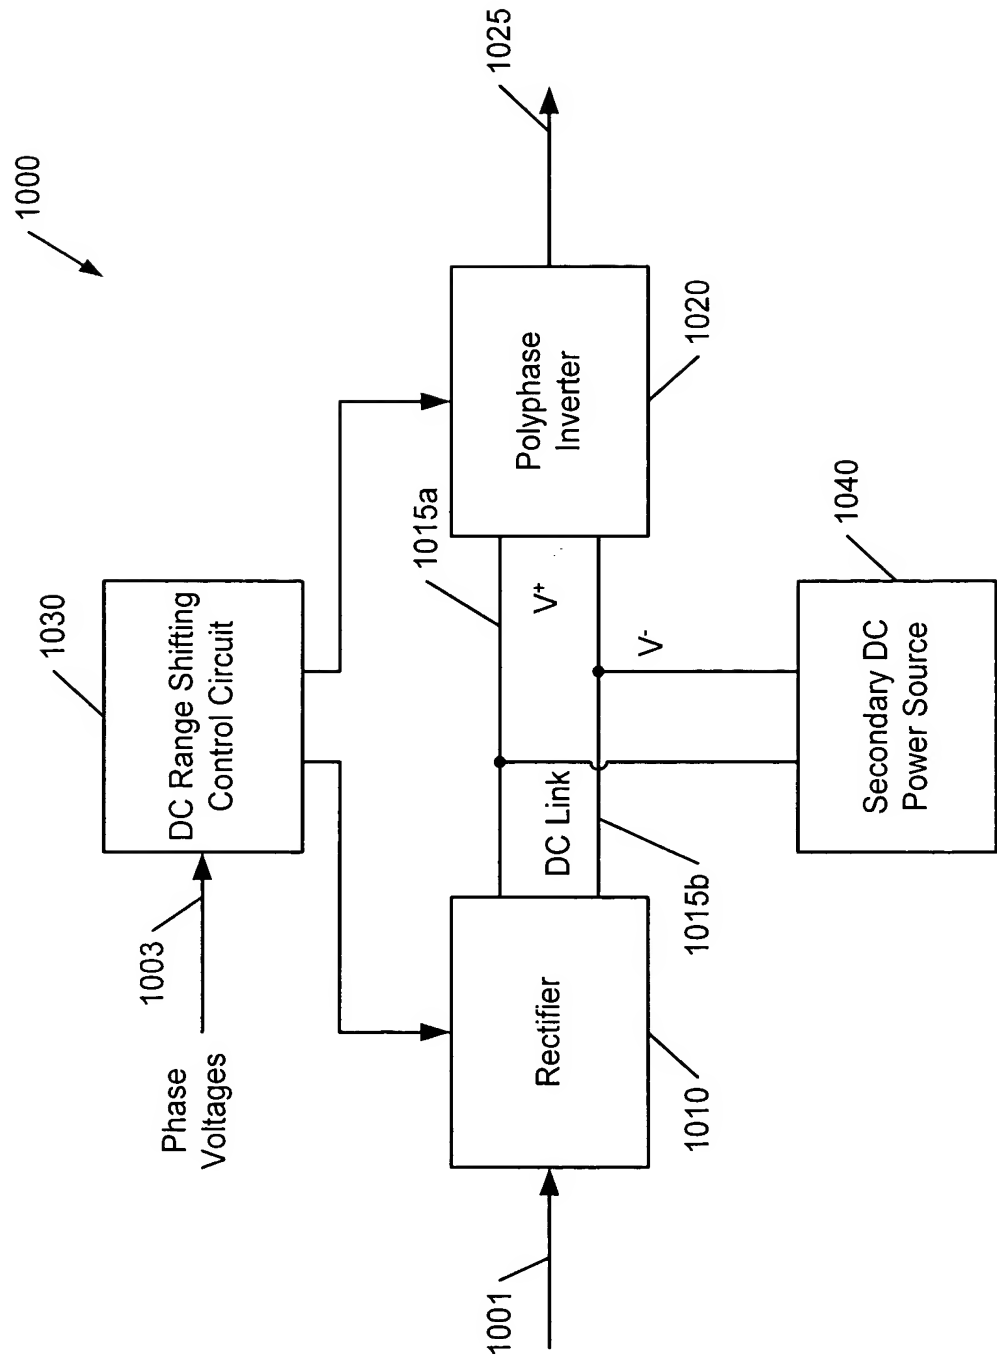 1000
1030
DC Range Shifting
Control Circuit
1003
Phase
Voltages
1015a
1025
1001
Rectifier
1010
DC Link
V+
V-
1015b
Polyphase
Inverter
1020
Secondary DC
Power Source
1040